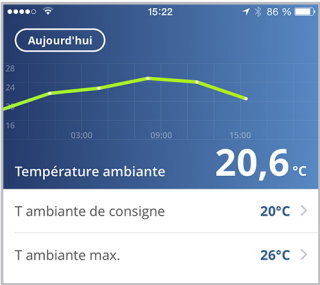 15:22
86 %
Aujourd'hui
28
24
20
16
03:00 09:00 15:00
Température ambiante 20,6 °C
T ambiante de consigne 20°C
T ambiante max. 26°C